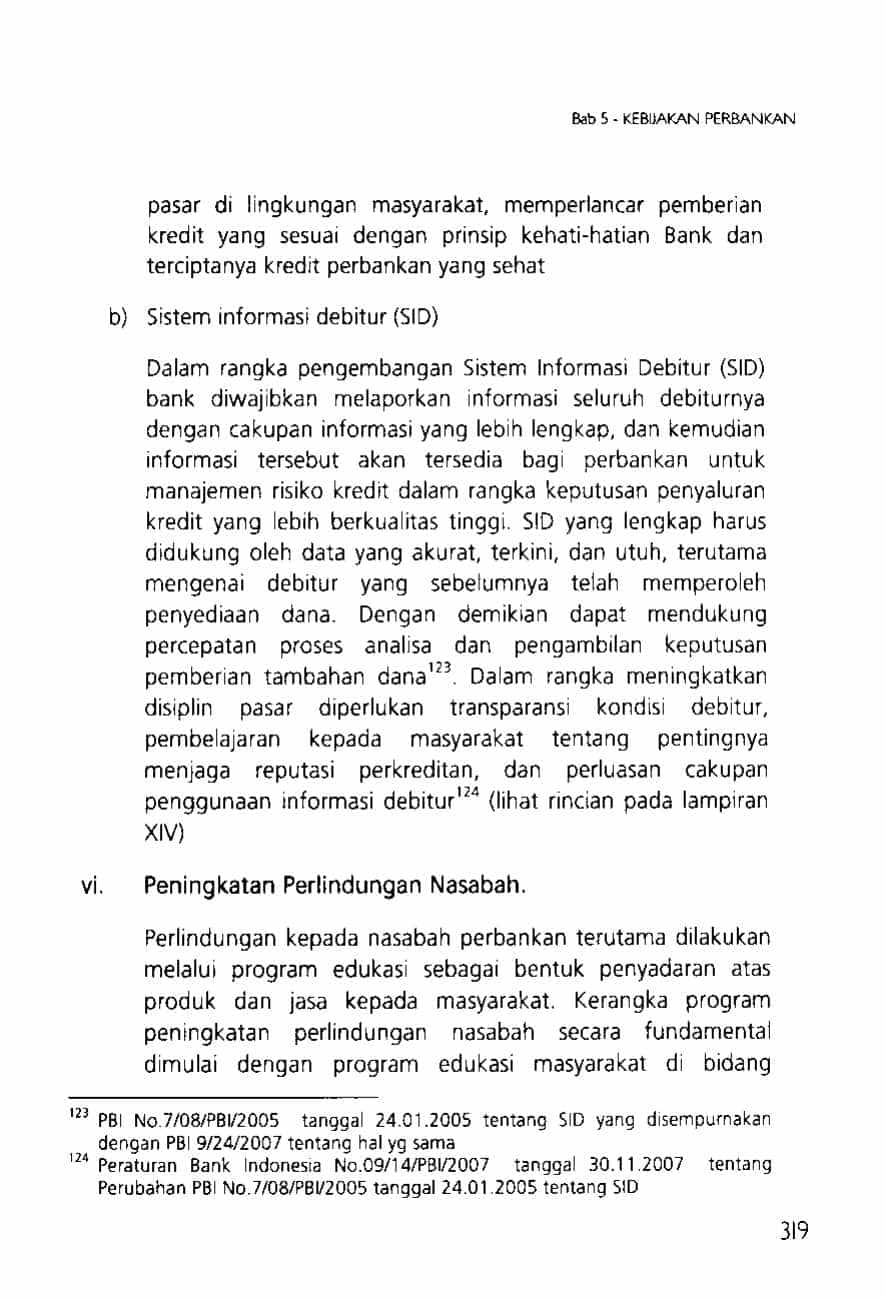 Bab 5 - KEBIJAKAN PERBANKAN
pasar di lingkungan masyarakat, memperlancar pemberian
kredit yang sesuai dengan prinsip kehati-hatian Bank dan
terciptanya kredit perbankan yang sehat
b) Sistem informasi debitur (SID)
Dalam rangka pengembangan Sistem Informasi Debitur (SID)
bank diwajibkan melaporkan informasi seluruh debiturnya
dengan cakupan informasi yang lebih lengkap, dan kemudian
informasi tersebut akan tersedia bagi perbankan untuk
manajemen risiko kredit dalam rangka keputusan penyaluran
kredit yang lebih berkualitas tinggi. SID yang lengkap harus
didukung oleh data yang akurat, terkini, dan utuh, terutama
mengenai debitur yang sebelumnya telah memperoleh
penyediaan dana. Dengan demikian dapat mendukung
percepatan proses analisa dan pengambilan keputusan
pemberian tambahan dana¹²³. Dalam rangka meningkatkan
disiplin pasar diperlukan transparansi kondisi debitur,
pembelajaran kepada masyarakat tentang pentingnya
menjaga reputasi perkreditan, dan perluasan cakupan
penggunaan informasi debitur¹²⁴ (lihat rincian pada lampiran
XIV)
vi. Peningkatan Perlindungan Nasabah.
Perlindungan kepada nasabah perbankan terutama dilakukan
melalui program edukasi sebagai bentuk penyadaran atas
produk dan jasa kepada masyarakat. Kerangka program
peningkatan perlindungan nasabah secara fundamental
dimulai dengan program edukasi masyarakat di bidang
¹²³ PBI No.7/08/PBI/2005 tanggal 24.01.2005 tentang SID yang disempurnakan
dengan PBI 9/24/2007 tentang hal yg sama
¹²⁴ Peraturan Bank Indonesia No.09/14/PBI/2007 tanggal 30.11.2007 tentang
Perubahan PBI No.7/08/PBI/2005 tanggal 24.01.2005 tentang SID
319